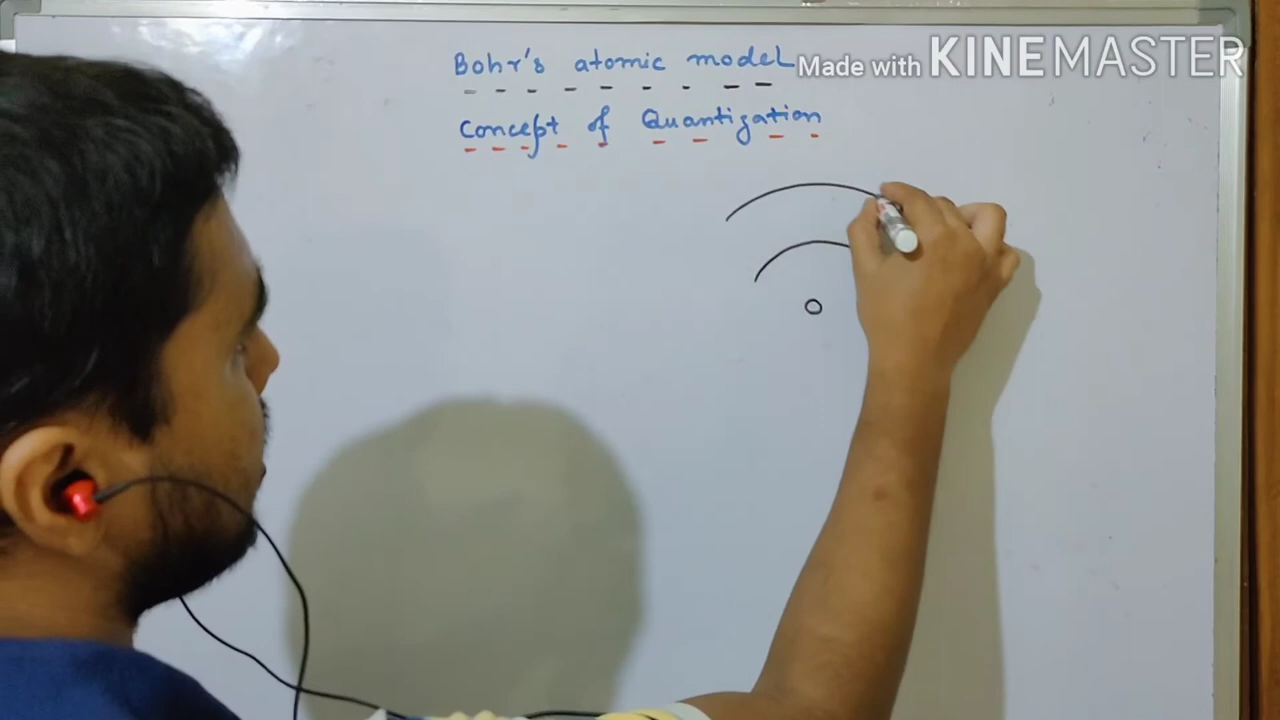 Bohr's atomic model
Made with KINEMASTER
Concept of Quantization